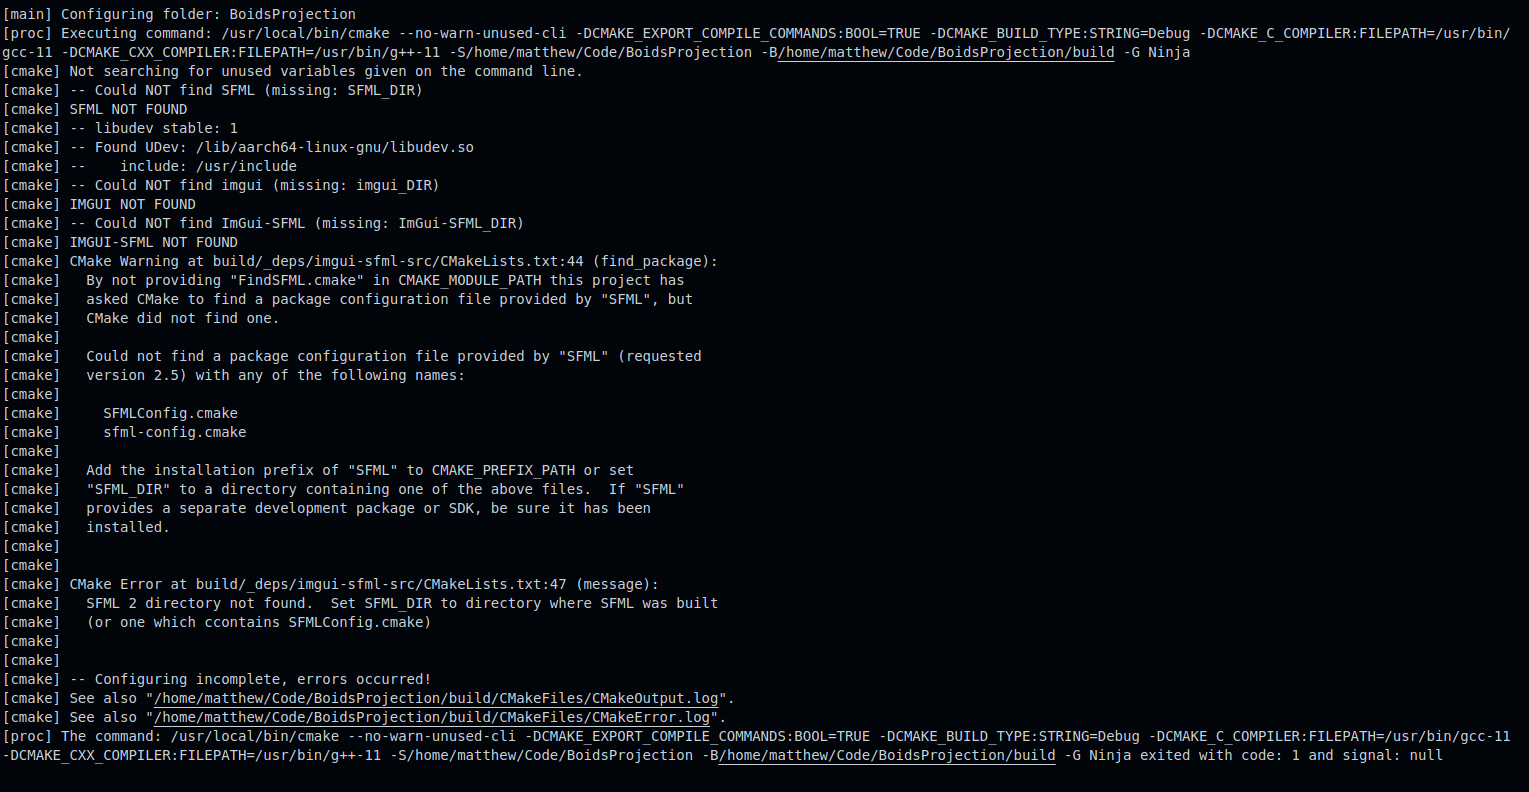 [main] Configuring folder: BoidsProjection
[proc] Executing command: /usr/local/bin/cmake --no-warn-unused-cli -DCMAKE_EXPORT_COMPILE_COMMANDS:BOOL=TRUE -DCMAKE_BUILD_TYPE:STRING=Debug -DCMAKE_C_COMPILER:FILEPATH=/usr/bin/
gcc-11 -DCMAKE_CXX_COMPILER:FILEPATH=/usr/bin/g++-11 -S/home/matthew/Code/BoidsProjection -B/home/matthew/Code/BoidsProjection/build -G Ninja
[cmake] Not searching for unused variables given on the command line.
[cmake] -- Could NOT find SFML (missing: SFML_DIR)
[cmake] SFML NOT FOUND
[cmake] -- libudev stable: 1
[cmake] -- Found UDev: /lib/aarch64-linux-gnu/libudev.so
[cmake] --    include: /usr/include
[cmake] -- Could NOT find imgui (missing: imgui_DIR)
[cmake] IMGUI NOT FOUND
[cmake] -- Could NOT find ImGui-SFML (missing: ImGui-SFML_DIR)
[cmake] IMGUI-SFML NOT FOUND
[cmake] CMake Warning at build/_deps/imgui-sfml-src/CMakeLists.txt:44 (find_package):
[cmake]   By not providing "FindSFML.cmake" in CMAKE_MODULE_PATH this project has
[cmake]   asked CMake to find a package configuration file provided by "SFML", but
[cmake]   CMake did not find one.
[cmake]
[cmake]   Could not find a package configuration file provided by "SFML" (requested
[cmake]   version 2.5) with any of the following names:
[cmake]
[cmake]     SFMLConfig.cmake
[cmake]     sfml-config.cmake
[cmake]
[cmake]   Add the installation prefix of "SFML" to CMAKE_PREFIX_PATH or set
[cmake]   "SFML_DIR" to a directory containing one of the above files.  If "SFML"
[cmake]   provides a separate development package or SDK, be sure it has been
[cmake]   installed.
[cmake]
[cmake]
[cmake] CMake Error at build/_deps/imgui-sfml-src/CMakeLists.txt:47 (message):
[cmake]   SFML 2 directory not found.  Set SFML_DIR to directory where SFML was built
[cmake]   (or one which ccontains SFMLConfig.cmake)
[cmake]
[cmake]
[cmake] -- Configuring incomplete, errors occurred!
[cmake] See also "/home/matthew/Code/BoidsProjection/build/CMakeFiles/CMakeOutput.log".
[cmake] See also "/home/matthew/Code/BoidsProjection/build/CMakeFiles/CMakeError.log".
[proc] The command: /usr/local/bin/cmake --no-warn-unused-cli -DCMAKE_EXPORT_COMPILE_COMMANDS:BOOL=TRUE -DCMAKE_BUILD_TYPE:STRING=Debug -DCMAKE_C_COMPILER:FILEPATH=/usr/bin/gcc-11
-DCMAKE_CXX_COMPILER:FILEPATH=/usr/bin/g++-11 -S/home/matthew/Code/BoidsProjection -B/home/matthew/Code/BoidsProjection/build -G Ninja exited with code: 1 and signal: null